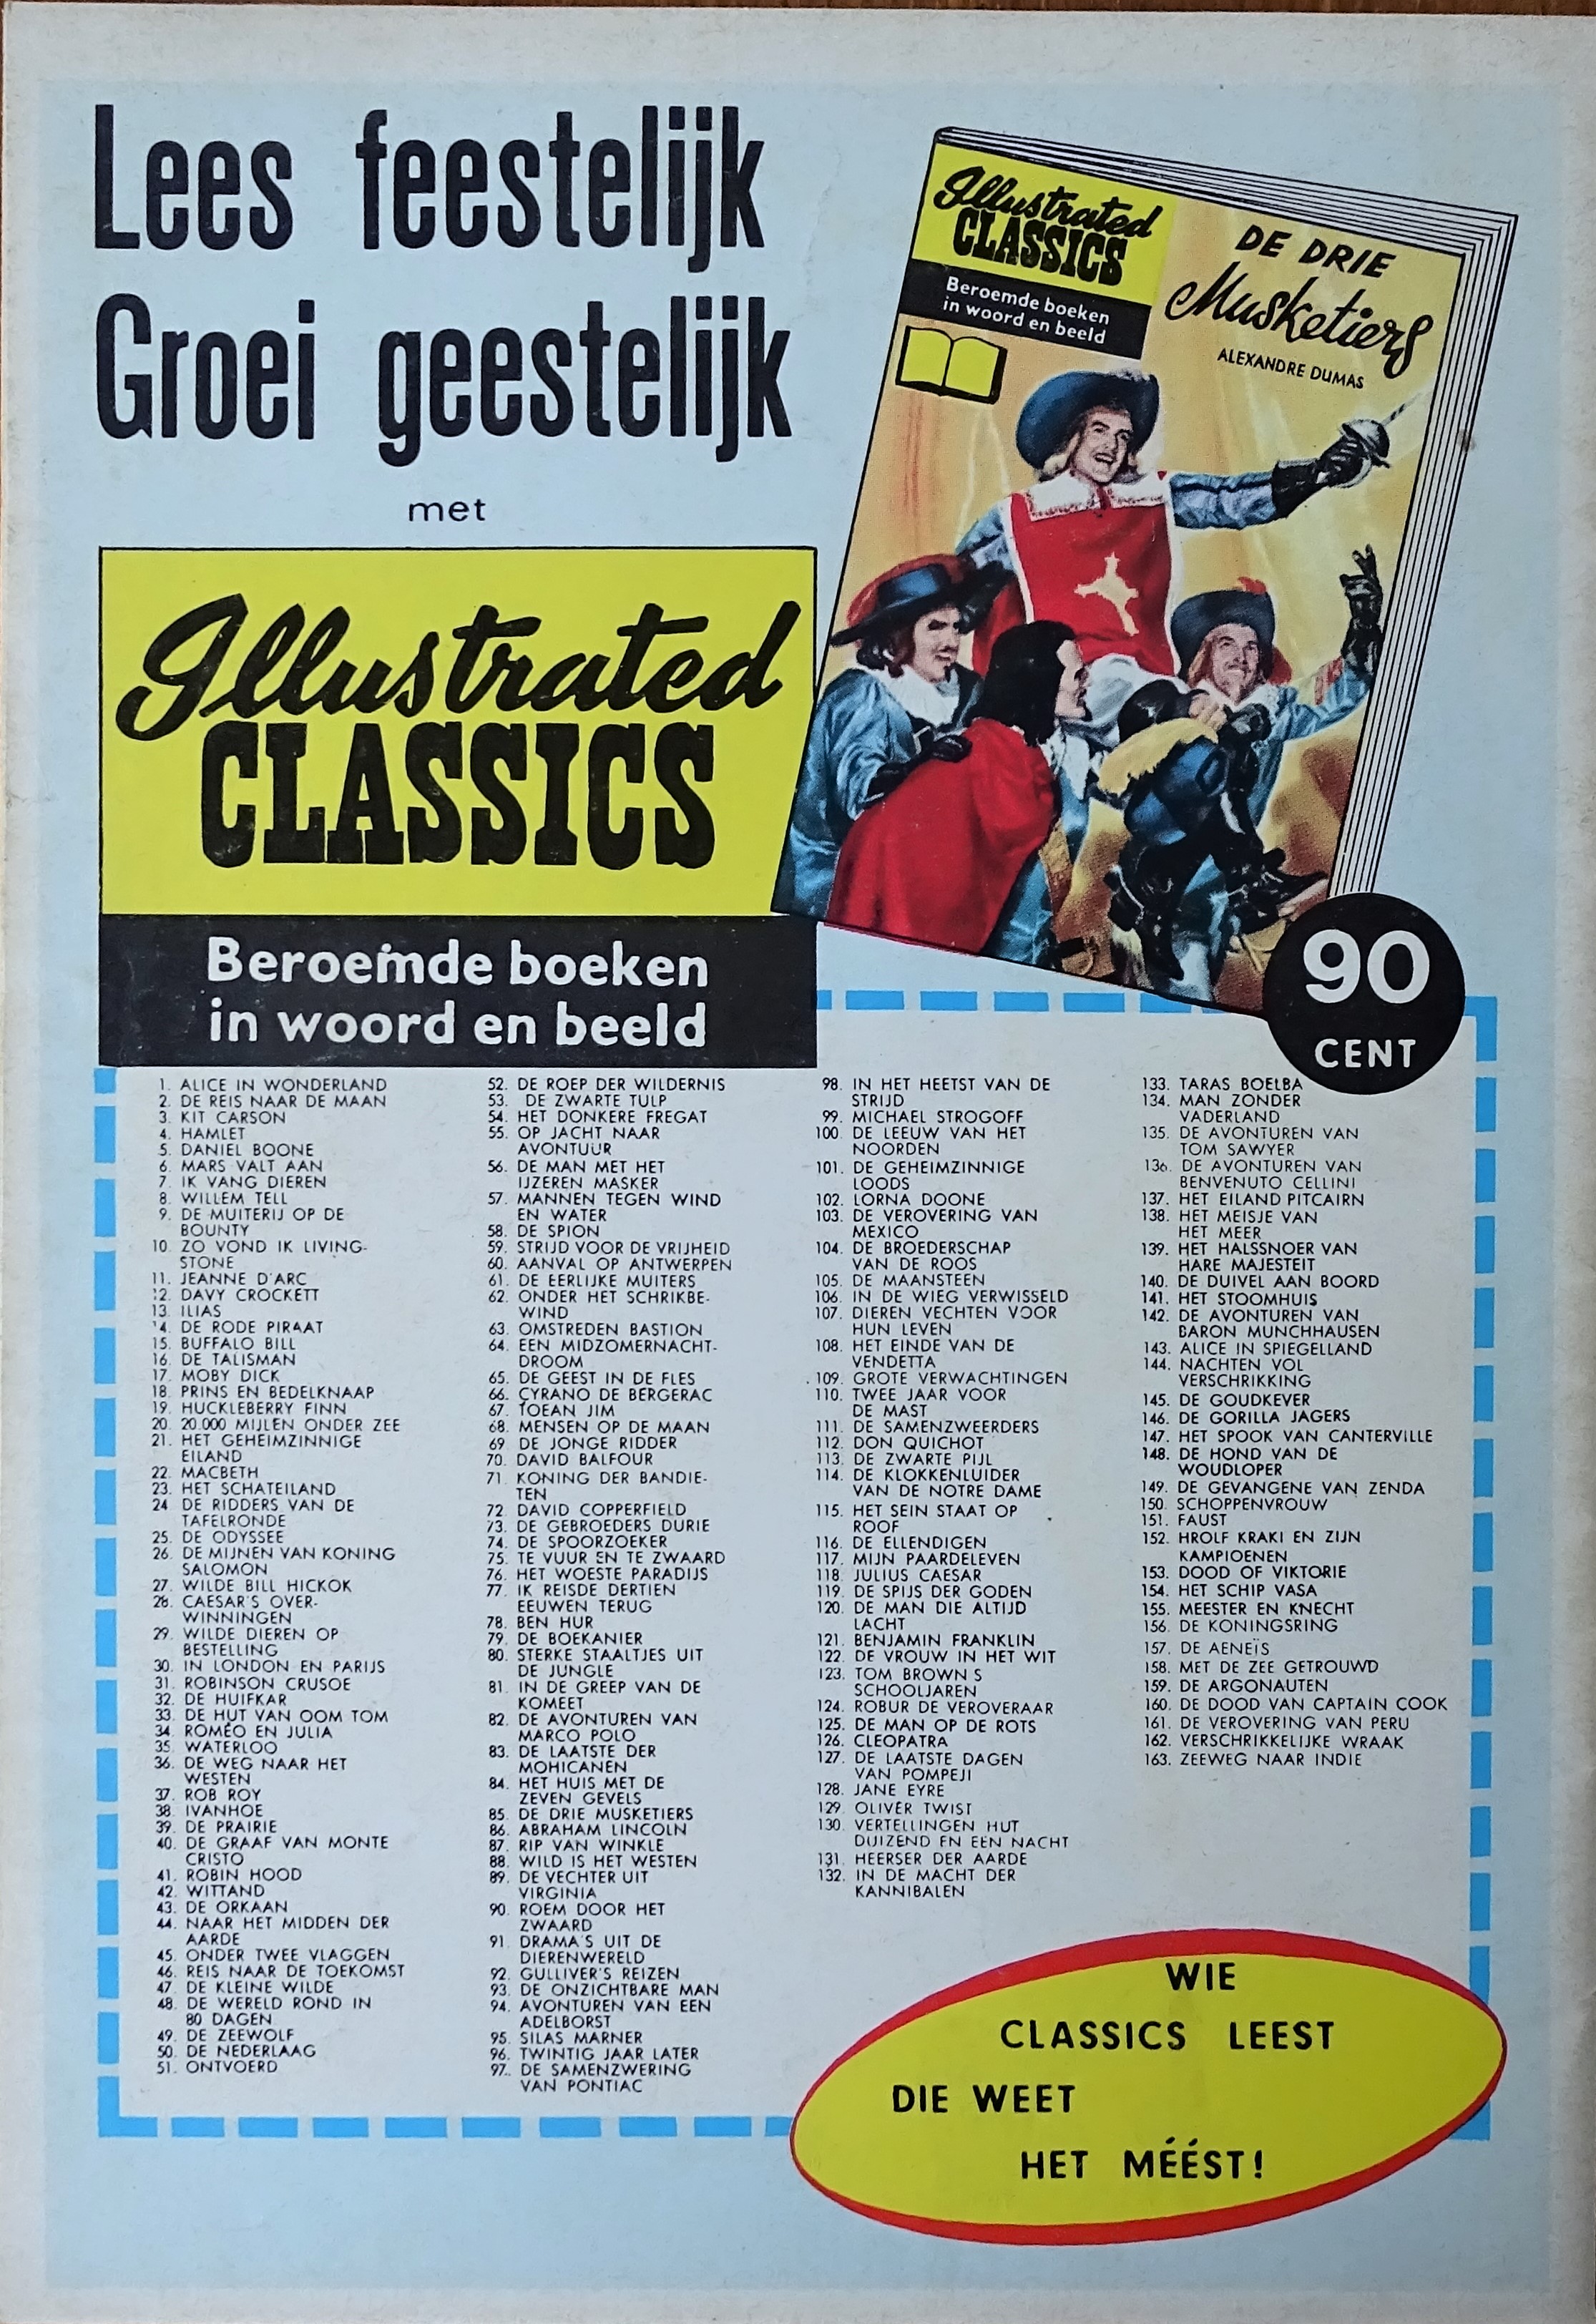 Lees feestelijk
Groei geestelijk
met
Illustrated
CLASSICS
Beroemde boeken
in woord en beeld
Illustrated
CLASSICS
Beroemde boeken
in woord en beeld
DE DRIE
Musketiers
ALEXANDRE DUMAS
90
CENT
1. ALICE IN WONDERLAND
2. DE REIS NAAR DE MAAN
3. KIT CARSON
4. HAMLET
5. DANIEL BOONE
6. MARS VALT AAN
7. IK VANG DIEREN
8. WILLEM TELL
9. DE MUITERIJ OP DE
BOUNTY
10. ZO VOND IK LIVING-
STONE
11. JEANNE D'ARC
12. DAVY CROCKETT
13. ILIAS
14. DE RODE PIRAAT
15. BUFFALO BILL
16. DE TALISMAN
17. MOBY DICK
18. PRINS EN BEDELKNAAP
19. HUCKLEBERRY FINN
20. 20.000 MIJLEN ONDER ZEE
21. HET GEHEIMZINNIGE
EILAND
22. MACBETH
23. HET SCHATEILAND
24 DE RIDDERS VAN DE
TAFELRONDE
25. DE ODYSSEE
26. DE MIJNEN VAN KONING
SALOMON
27. WILDE BILL HICKOK
28. CAESAR'S OVER-
WINNINGEN
29. WILDE DIEREN OP
BESTELLING
30. IN LONDON EN PARIJS
31. ROBINSON CRUSOE
32. DE HUIFKAR
33. DE HUT VAN OOM TOM
34. ROMÉO EN JULIA
35. WATERLOO
36. DE WEG NAAR HET
WESTEN
37. ROB ROY
38. IVANHOE
39. DE PRAIRIE
40. DE GRAAF VAN MONTE
CRISTO
41. ROBIN HOOD
42. WITTAND
43. DE ORKAAN
44. NAAR HET MIDDEN DER
AARDE
45. ONDER TWEE VLAGGEN
46. REIS NAAR DE TOEKOMST
47. DE KLEINE WILDE
48. DE WERELD ROND IN
80 DAGEN
49. DE ZEEWOLF
50. DE NEDERLAAG
51. ONTVOERD
52. DE ROEP DER WILDERNIS
53. DE ZWARTE TULP
54. HET DONKERE FREGAT
55. OP JACHT NAAR
AVONTUUR
56. DE MAN MET HET
IJZEREN MASKER
57. MANNEN TEGEN WIND
EN WATER
58. DE SPION
59. STRIJD VOOR DE VRIJHEID
60. AANVAL OP ANTWERPEN
61. DE EERLIJKE MUITERS
62. ONDER HET SCHRIKBE-
WIND
63. OMSTREDEN BASTION
64. EEN MIDZOMERNACHT-
DROOM
65. DE GEEST IN DE FLES
66. CYRANO DE BERGERAC
67. TOEAN JIM
68. MENSEN OP DE MAAN
69. DE JONGE RIDDER
70. DAVID BALFOUR
71. KONING DER BANDIE-
TEN
72. DAVID COPPERFIELD
73. DE GEBROEDERS DURIE
74. DE SPOORZOEKER
75. TE VUUR EN TE ZWAARD
76. HET WOESTE PARADIJS
77. IK REISDE DERTIEN
EEUWEN TERUG
78. BEN HUR
79. DE BOEKANIER
80. STERKE STAALTJES UIT
DE JUNGLE
81. IN DE GREEP VAN DE
KOMEET
82. DE AVONTUREN VAN
MARCO POLO
83. DE LAATSTE DER
MOHICANEN
84. HET HUIS MET DE
ZEVEN GEVELS
85. DE DRIE MUSKETIERS
86. ABRAHAM LINCOLN
87. RIP VAN WINKLE
88. WILD IS HET WESTEN
89. DE VECHTER UIT
VIRGINIA
90. ROEM DOOR HET
ZWAARD
91. DRAMA'S UIT DE
DIERENWERELD
92. GULLIVER'S REIZEN
93. DE ONZICHTBARE MAN
94. AVONTUREN VAN EEN
ADELBORST
95. SILAS MARNER
96. TWINTIG JAAR LATER
97. DE SAMENZWERING
VAN PONTIAC
98. IN HET HEETST VAN DE
STRIJD
99. MICHAEL STROGOFF
100. DE LEEUW VAN HET
NOORDEN
101. DE GEHEIMZINNIGE
LOODS
102. LORNA DOONE
103. DE VEROVERING VAN
MEXICO
104. DE BROEDERSCHAP
VAN DE ROOS
105. DE MAANSTEEN
106. IN DE WIEG VERWISSELD
107. DIEREN VECHTEN VOOR
HUN LEVEN
108. HET EINDE VAN DE
VENDETTA
109. GROTE VERWACHTINGEN
110. TWEE JAAR VOOR
DE MAST
111. DE SAMENZWEERDERS
112. DON QUICHOT
113. DE ZWARTE PIJL
114. DE KLOKKENLUIDER
VAN DE NOTRE DAME
115. HET SEIN STAAT OP
ROOF
116. DE ELLENDIGEN
117. MIJN PAARDELEVEN
118. JULIUS CAESAR
119. DE SPIJS DER GODEN
120. DE MAN DIE ALTIJD
LACHT
121. BENJAMIN FRANKLIN
122. DE VROUW IN HET WIT
123. TOM BROWN S
SCHOOLJAREN
124. ROBUR DE VEROVERAAR
125. DE MAN OP DE ROTS
126. CLEOPATRA
127. DE LAATSTE DAGEN
VAN POMPEJI
128. JANE EYRE
129. OLIVER TWIST
130. VERTELLINGEN HUT
DUIZEND EN EEN NACHT
131. HEERSER DER AARDE
132. IN DE MACHT DER
KANNIBALEN
133. TARAS BOELBA
134. MAN ZONDER
VADERLAND
135. DE AVONTUREN VAN
TOM SAWYER
136. DE AVONTUREN VAN
BENVENUTO CELLINI
137. HET EILAND PITCAIRN
138. HET MEISJE VAN
HET MEER
139. HET HALSSNOER VAN
HARE MAJESTEIT
140. DE DUIVEL AAN BOORD
141. HET STOOMHUIS
142. DE AVONTUREN VAN
BARON MUNCHHAUSEN
143. ALICE IN SPIEGELLAND
144. NACHTEN VOL
VERSCHRIKKING
145. DE GOUDKEVER
146. DE GORILLA JAGERS
147. HET SPOOK VAN CANTERVILLE
148. DE HOND VAN DE
WOUDLOPER
149. DE GEVANGENE VAN ZENDA
150. SCHOPPENVROUW
151. FAUST
152. HROLF KRAKI EN ZIJN
KAMPIOENEN
153. DOOD OF VIKTORIE
154. HET SCHIP VASA
155. MEESTER EN KNECHT
156. DE KONINGSRING
157. DE AENEÏS
158. MET DE ZEE GETROUWD
159. DE ARGONAUTEN
160. DE DOOD VAN CAPTAIN COOK
161. DE VEROVERING VAN PERU
162. VERSCHRIKKELIJKE WRAAK
163. ZEEWEG NAAR INDIE
WIE
CLASSICS LEEST
DIE WEET
HET MÉÉST!